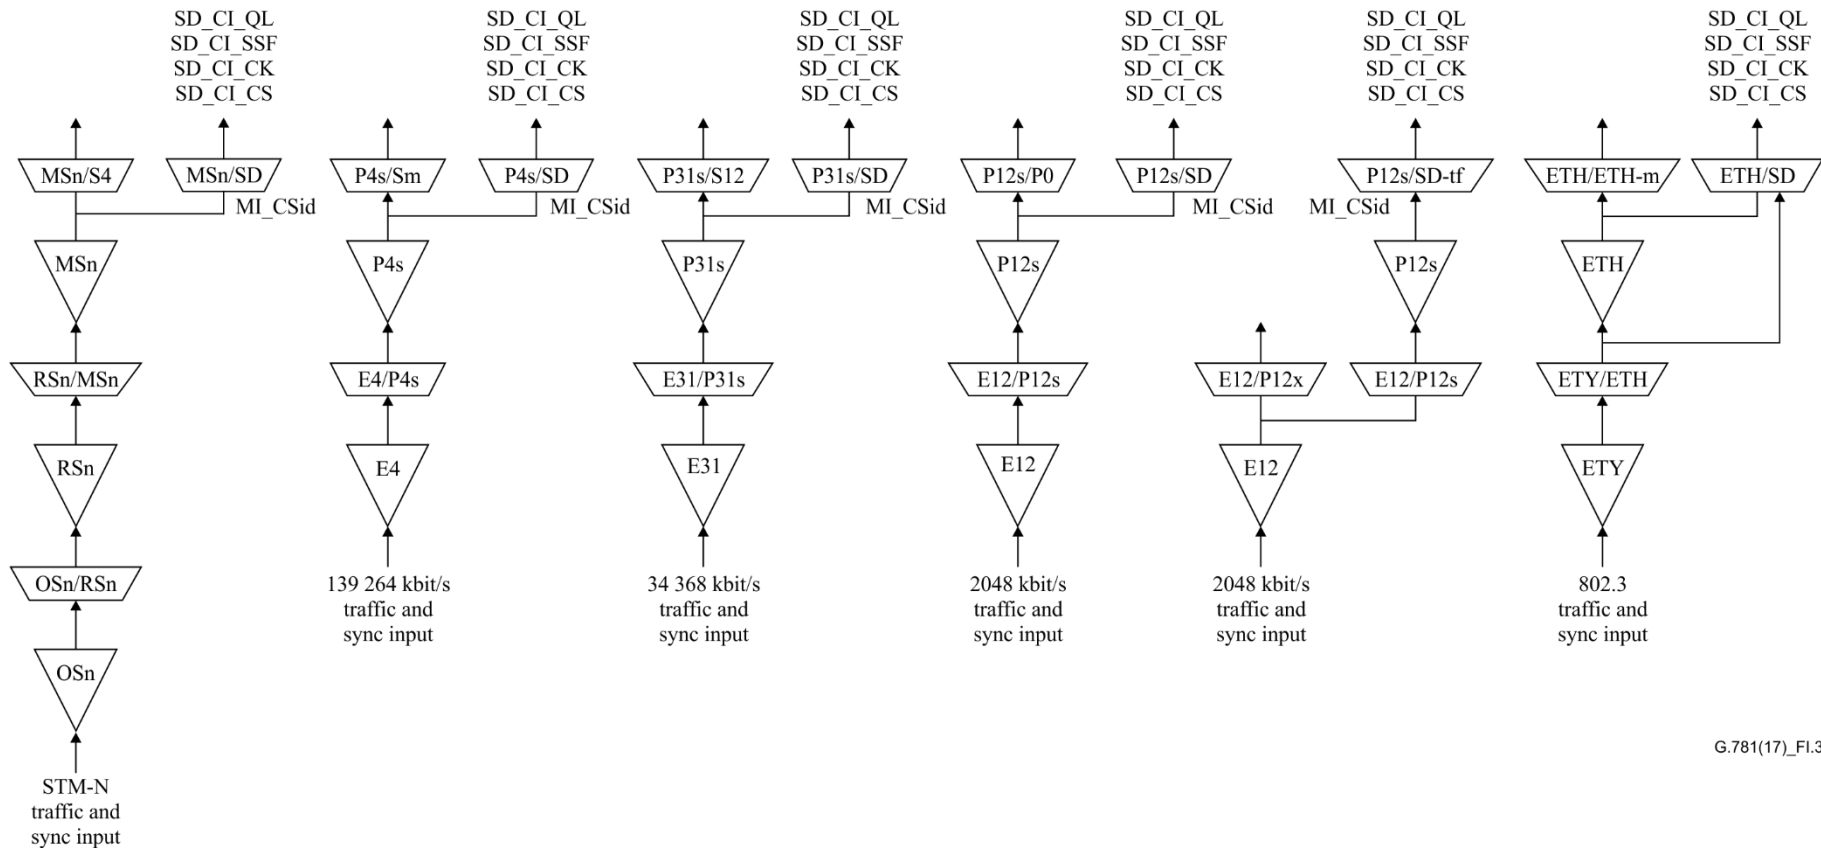 SD_CI_QL SD_CI_QL SD_CI_QL SD_CI_QL SD_CI_QL SD_CI_QL
SD_CI_SSF SD_CI_SSF SD_CI_SSF SD_CI_SSF SD_CI_SSF SD_CI_SSF
SD_CI_CK SD_CI_CK SD_CI_CK SD_CI_CK SD_CI_CK SD_CI_CK
SD_CI_CS SD_CI_CS SD_CI_CS SD_CI_CS SD_CI_CS SD_CI_CS
MSn/S4 MSn/SD P4s/Sm P4s/SD P31s/S12 P31s/SD P12s/P0 P12s/SD P12s/SD-tf ETH/ETH-m ETH/SD
MI_CSid MI_CSid MI_CSid MI_CSid MI_CSid
MSn P4s P31s P12s P12s ETH
RSn/MSn E4/P4s E31/P31s E12/P12s E12/P12x E12/P12s ETY/ETH
RSn E4 E31 E12 E12 ETY
OSn/RSn 139 264 kbit/s 34 368 kbit/s 2048 kbit/s 2048 kbit/s 802.3
traffic and traffic and traffic and traffic and traffic and
sync input sync input sync input sync input sync input
OSn
G.781(17)_FI.3
STM-N
traffic and
sync input